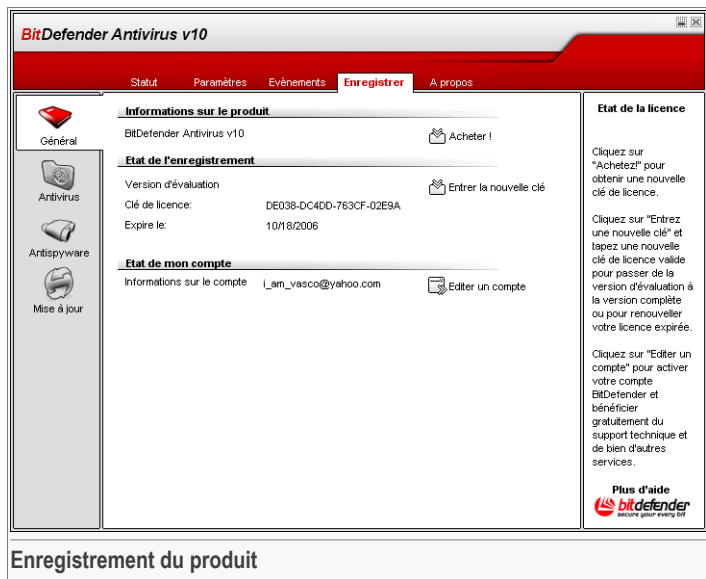 BitDefender Antivirus v10
Statut Paramètres Evènements Enregistrer A propos
Général
Antivirus
Antispyware
Mise à jour
Informations sur le produit
BitDefender Antivirus v10 Acheter !
Etat de l'enregistrement
Version d'évaluation Entrer la nouvelle clé
Clé de licence: DE038-DC4DD-763CF-02E9A
Expire le: 10/18/2006
Etat de mon compte
Informations sur le compte i_am_vasco@yahoo.com Editer un compte
Etat de la licence
Cliquez sur
"Achetez!" pour
obtenir une nouvelle
clé de licence.
Cliquez sur "Entrez
une nouvelle clé" et
tapez une nouvelle
clé de licence valide
pour passer de la
version d'évaluation à
la version complète
ou pour renouveller
votre licence expirée.
Cliquez sur "Editer un
compte" pour activer
votre compte
BitDefender et
bénéficier
gratuitement du
support technique et
de bien d'autres
services.
Plus d'aide
bitdefender
secure your every bit
Enregistrement du produit